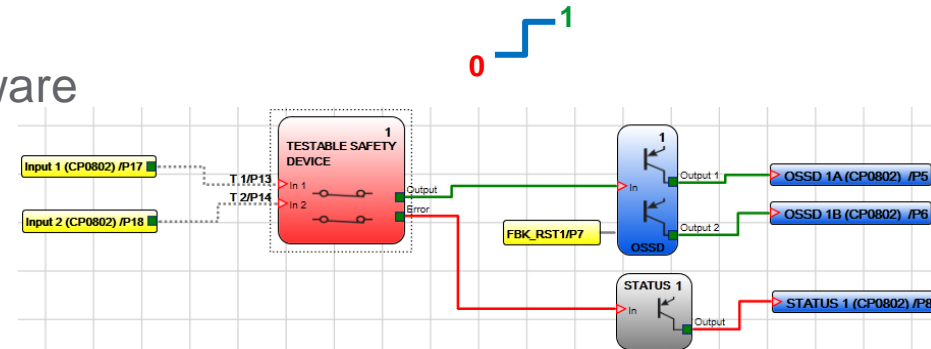 1
0
ware
1
TESTABLE SAFETY
DEVICE
Input 1 (CP0802) /P17
T 1/P13
In 1
Output
Input 2 (CP0802) /P18
T 2/P14
In 2
Error
1
In
Output 1
OSSD 1A (CP0802) /P5
Output 2
OSSD 1B (CP0802) /P6
FBK_RST1/P7
OSSD
STATUS 1
In
Output
STATUS 1 (CP0802) /P8